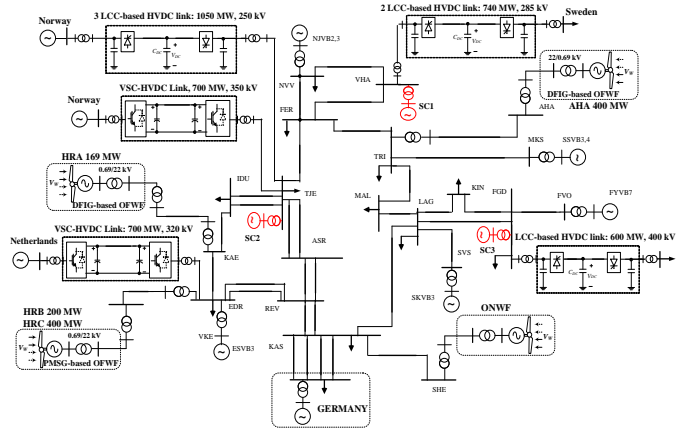 3 LCC-based HVDC link: 1050 MW, 250 kV
Norway
C_DC
V_DC
NJVB2,3
2 LCC-based HVDC link: 740 MW, 285 kV
Sweden
C_DC
V_DC
22/0.69 kV
V_W
DFIG-based OFWF
AHA 400 MW
NVV
VHA
FER
SC1
AHA
Norway
VSC-HVDC Link, 700 MW, 350 kV
TRI
MKS
SSVB3,4
HRA 169 MW
0.69/22 kV
V_W
DFIG-based OFWF
IDU
TJE
MAL
LAG
KIN
FGD
FVO
FYVB7
SC2
SC3
VSC-HVDC Link: 700 MW, 320 kV
Netherlands
KAE
ASR
SVS
LCC-based HVDC link: 600 MW, 400 kV
C_DC
V_DC
EDR
REV
SKVB3
ONWF
V_W
HRB 200 MW
HRC 400 MW
0.69/22 kV
V_W
PMSG-based OFWF
VKE
ESVB3
KAS
SHE
GERMANY